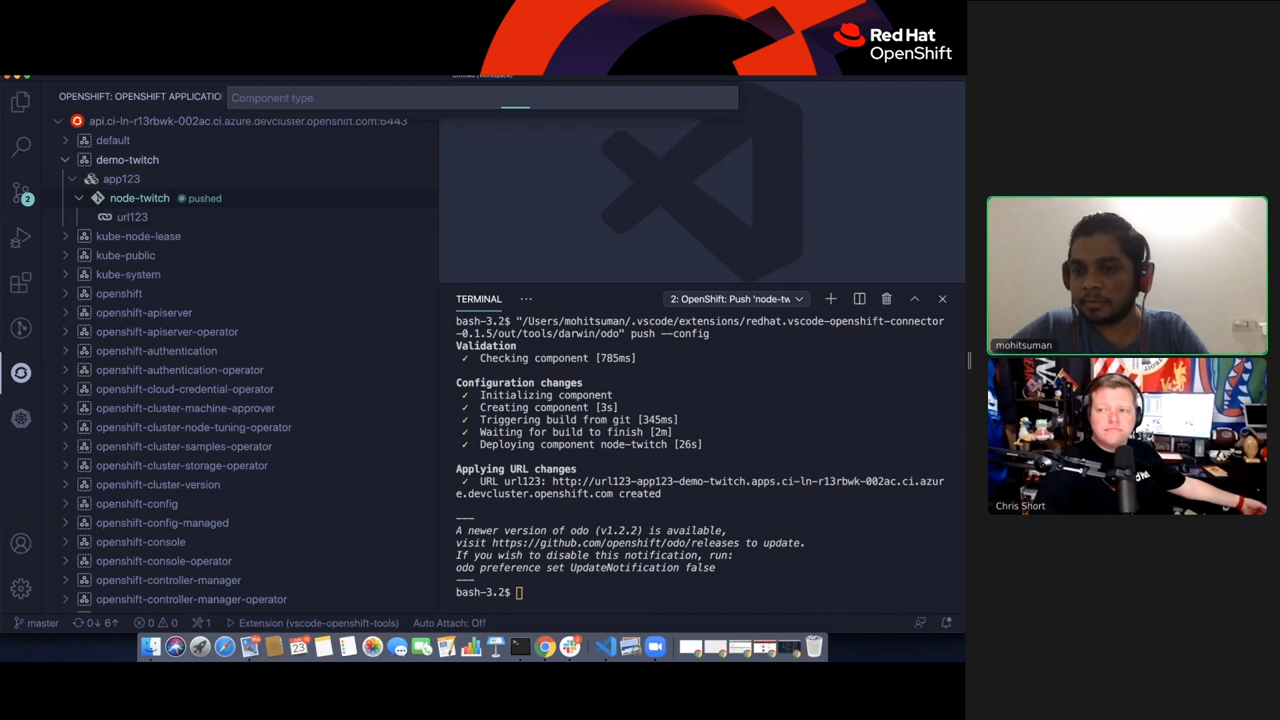 Red Hat
OpenShift
OPENSHIFT: OPENSHIFT APPLICATIO
Component type
api.ci-ln-r13rbwk-002ac.ci.azure.devcluster.openshift.com:6443
default
demo-twitch
app123
node-twitch pushed
url123
kube-node-lease
kube-public
kube-system
openshift
openshift-apiserver
openshift-apiserver-operator
openshift-authentication
openshift-authentication-operator
openshift-cloud-credential-operator
openshift-cluster-machine-approver
openshift-cluster-node-tuning-operator
openshift-cluster-samples-operator
openshift-cluster-storage-operator
openshift-cluster-version
openshift-config
openshift-config-managed
openshift-console
openshift-console-operator
openshift-controller-manager
openshift-controller-manager-operator
2
TERMINAL ··· 2: OpenShift: Push 'node-tw
bash-3.2$ "/Users/mohitsuman/.vscode/extensions/redhat.vscode-openshift-connector
-0.1.5/out/tools/darwin/odo" push --config
Validation
✓ Checking component [785ms]
Configuration changes
✓ Initializing component
✓ Creating component [3s]
✓ Triggering build from git [345ms]
✓ Waiting for build to finish [2m]
✓ Deploying component node-twitch [26s]
Applying URL changes
✓ URL url123: http://url123-app123-demo-twitch.apps.ci-ln-r13rbwk-002ac.ci.azur
e.devcluster.openshift.com created
---
A newer version of odo (v1.2.2) is available,
visit https://github.com/openshift/odo/releases to update.
If you wish to disable this notification, run:
odo preference set UpdateNotification false
---
bash-3.2$
master 0↓ 6↑ 0 0 1 Extension (vscode-openshift-tools) Auto Attach: Off
23
mohitsuman
Chris Short